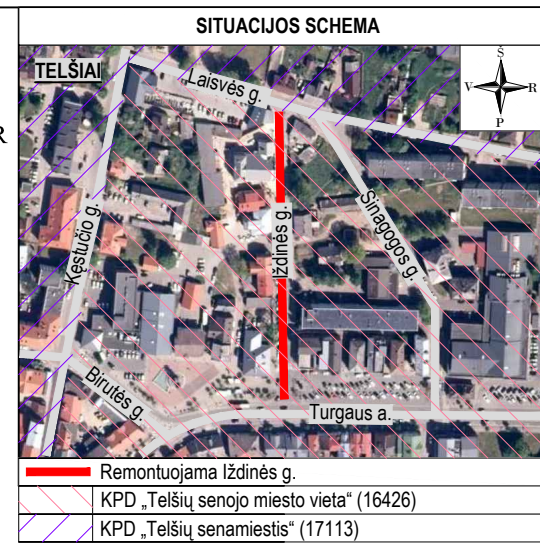 SITUACIJOS SCHEMA
TELŠIAI
Š
V
R
P
R
Laisvės g.
Kęstučio g.
Iždinės g.
Sinagogos g.
Birutės g.
Turgaus a.
Remontuojama Iždinės g.
KPD „Telšių senojo miesto vieta“ (16426)
KPD „Telšių senamiestis“ (17113)